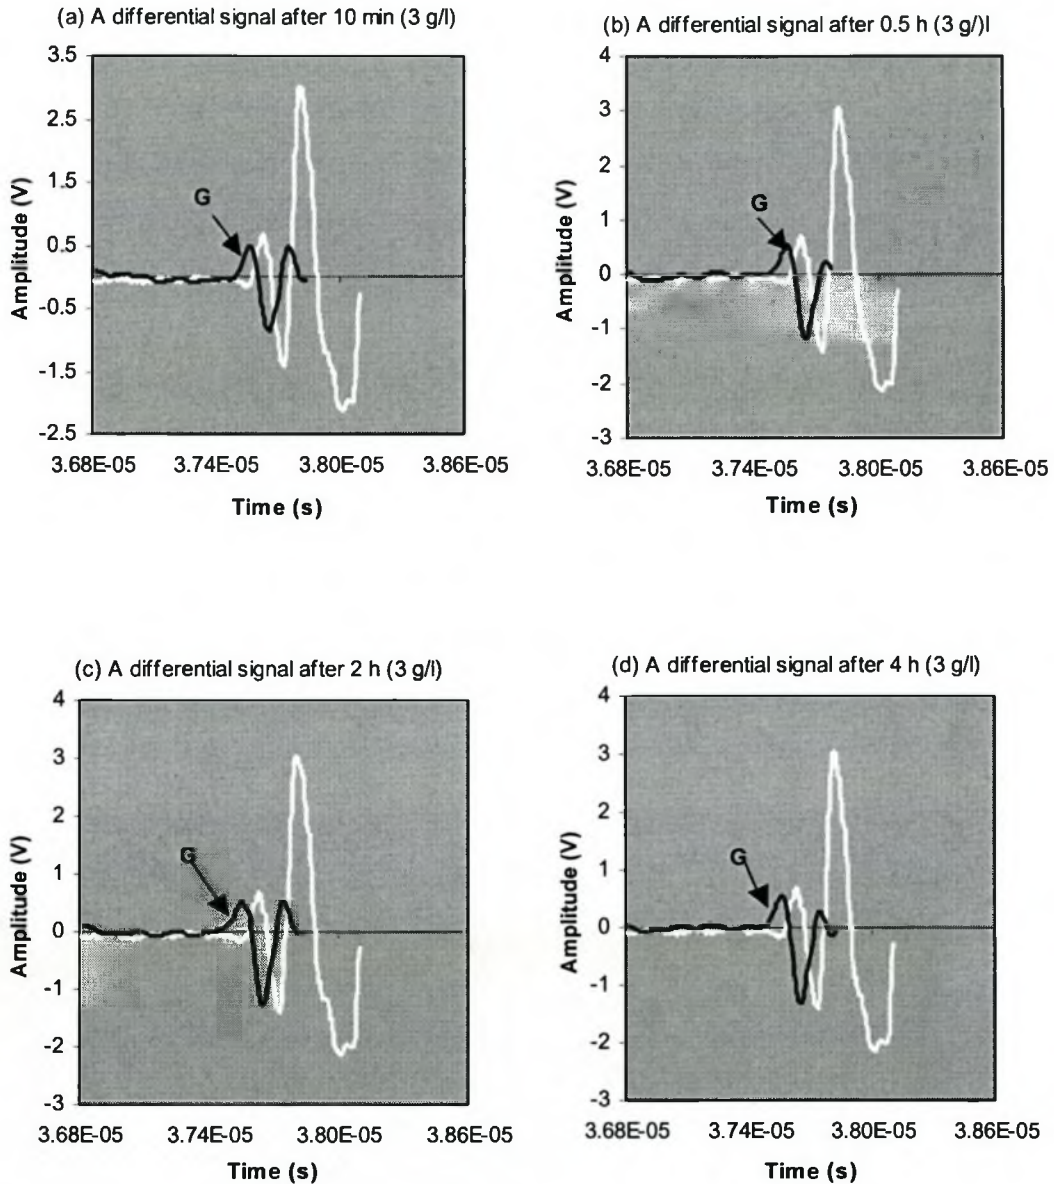 (a) A differential signal after 10 min (3 g/l)
3.5
2.5
1.5
0.5
-0.5
-1.5
-2.5
Amplitude (V)
G
3.68E-05 3.74E-05 3.80E-05 3.86E-05
Time (s)
(b) A differential signal after 0.5 h (3 g/)l
4
3
2
1
0
-1
-2
-3
Amplitude (V)
G
3.68E-05 3.74E-05 3.80E-05 3.86E-05
Time (s)
(c) A differential signal after 2 h (3 g/l)
4
3
2
1
0
-1
-2
-3
Amplitude (V)
G
3.68E-05 3.74E-05 3.80E-05 3.86E-05
Time (s)
(d) A differential signal after 4 h (3 g/l)
4
3
2
1
0
-1
-2
-3
Amplitude (V)
G
3.68E-05 3.74E-05 3.80E-05 3.86E-05
Time (s)